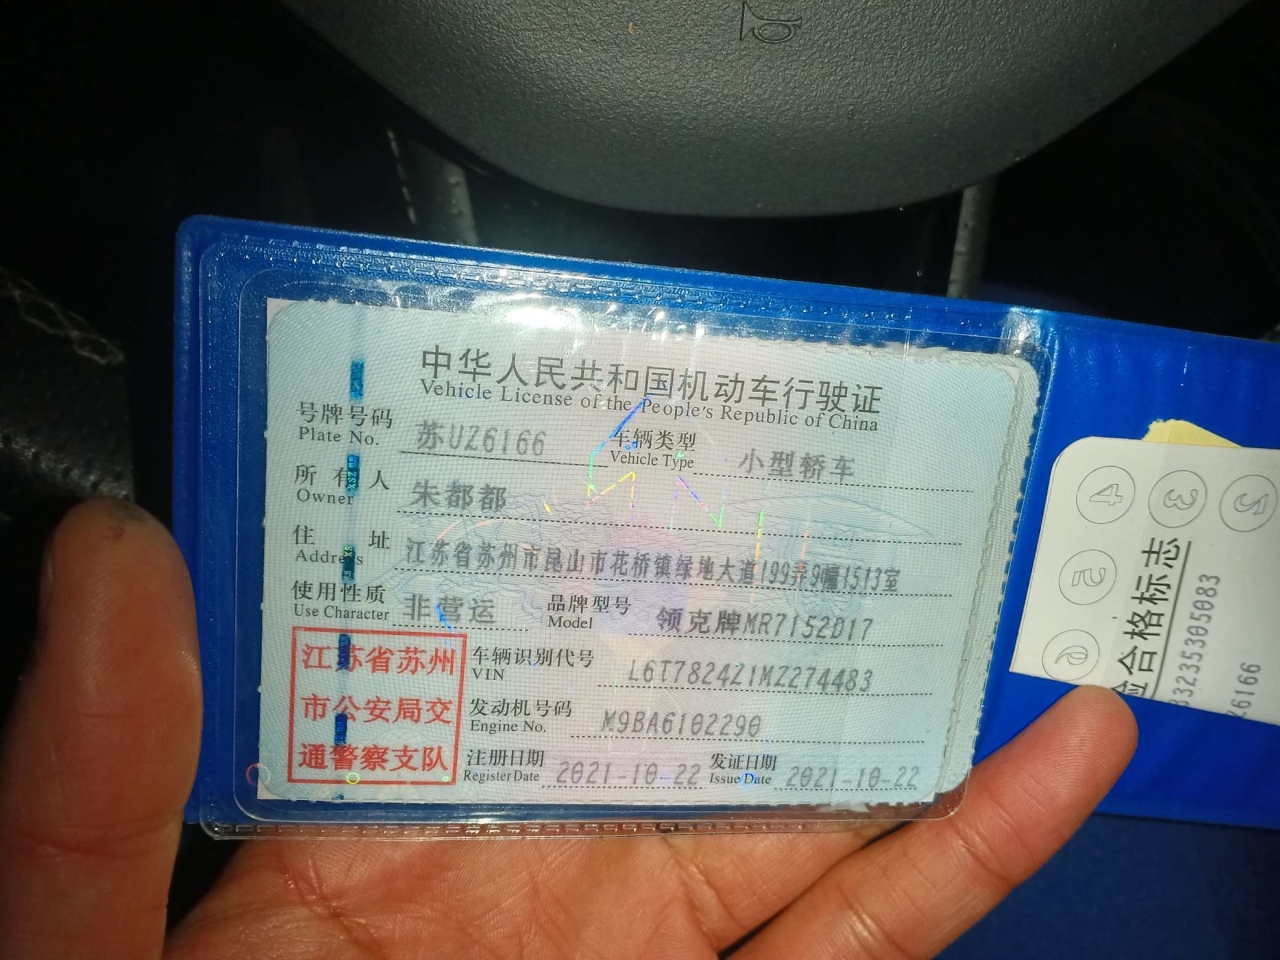 中华人民共和国机动车行驶证
Vehicle License of the People's Republic of China
号牌号码 苏UZ6166 车辆类型 小型轿车
Plate No. Vehicle Type
所有人 朱都都
Owner
住址 江苏省苏州市昆山市花桥镇绿地大道199弄9幢1513室
Address
使用性质 非营运 品牌型号 领克牌MR7152D17
Use Character Model
江苏省苏州
市公安局交
通警察支队
车辆识别代号 L6T7824Z1MZ274483
VIN
发动机号码 M9BA6102290
Engine No.
注册日期 2021-10-22 发证日期 2021-10-22
Register Date Issue Date
合格标志
3235305083
6166